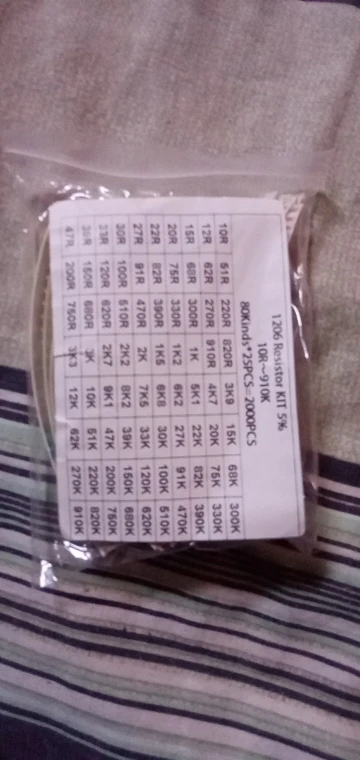 1206 Resistor KIT 5%
10R～910K
80Kinds*25PCS=2000PCS
10R 51R 220R 820R 3K9 15K 68K 300K
12R 62R 270R 910R 4K7 20K 75K 330K
15R 68R 300R 1K 5K1 22K 82K 390K
20R 75R 330R 1K2 6K2 27K 91K 470K
22R 82R 390R 1K5 6K8 30K 100K 510K
27R 91R 470R 2K 7K5 33K 120K 620K
30R 100R 510R 2K2 8K2 39K 150K 680K
33R 120R 620R 2K7 9K1 47K 200K 750K
39R 150R 680R 3K 10K 51K 220K 820K
47R 200R 750R 3K3 12K 62K 270K 910K